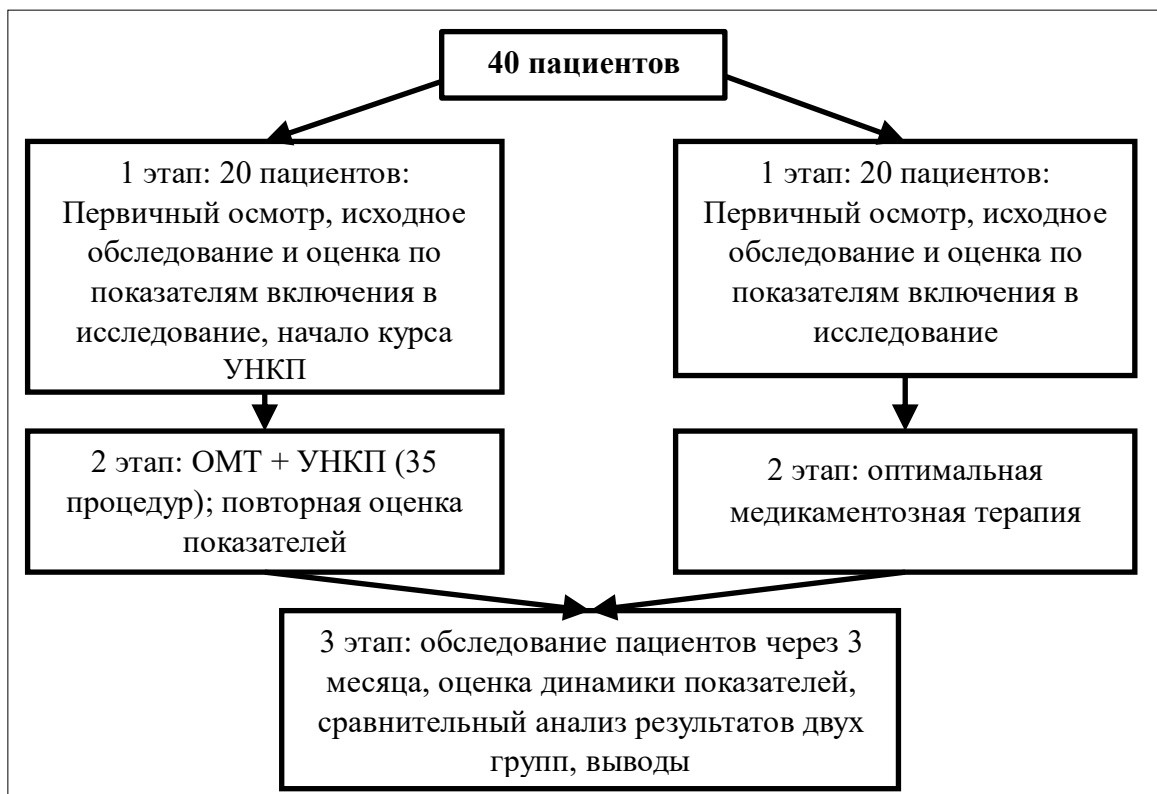 40 пациентов
1 этап: 20 пациентов:
Первичный осмотр, исходное
обследование и оценка по
показателям включения в
исследование, начало курса
УНКП
1 этап: 20 пациентов:
Первичный осмотр, исходное
обследование и оценка по
показателям включения в
исследование
2 этап: ОМТ + УНКП (35
процедур); повторная оценка
показателей
2 этап: оптимальная
медикаментозная терапия
3 этап: обследование пациентов через 3
месяца, оценка динамики показателей,
сравнительный анализ результатов двух
групп, выводы